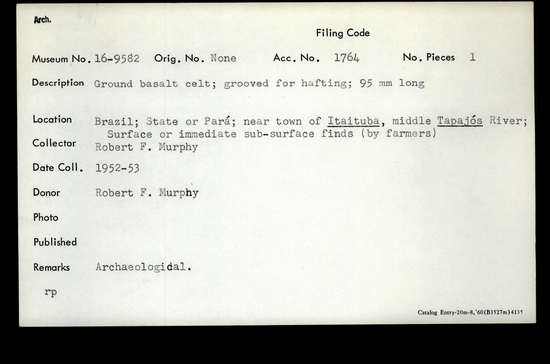 Arch.
Filing Code
Museum No. 16-9582 Orig. No. None Acc. No. 1764 No. Pieces 1
Description Ground basalt celt; grooved for hafting; 95 mm long
Location Brazil; State or Pará; near town of Itaituba, middle Tapajós River;
Surface or immediate sub-surface finds (by farmers)
Collector Robert F. Murphy
Date Coll. 1952-53
Donor Robert F. Murphy
Photo
Published
Remarks Archaeological.
rp
Catalog Entry-20m-8,'60(B3527s)4135